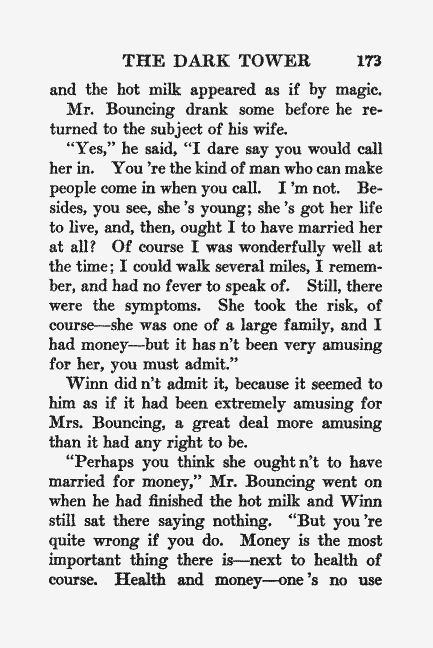 THE DARK TOWER 173
and the hot milk appeared as if by magic.
Mr. Bouncing drank some before he re-
turned to the subject of his wife.
“Yes,” he said, “I dare say you would call
her in. You ’re the kind of man who can make
people come in when you call. I ’m not. Be-
sides, you see, she ’s young; she ’s got her life
to live, and, then, ought I to have married her
at all? Of course I was wonderfully well at
the time; I could walk several miles, I remem-
ber, and had no fever to speak of. Still, there
were the symptoms. She took the risk, of
course—she was one of a large family, and I
had money—but it has n’t been very amusing
for her, you must admit.”
Winn did n’t admit it, because it seemed to
him as if it had been extremely amusing for
Mrs. Bouncing, a great deal more amusing
than it had any right to be.
“Perhaps you think she ought n’t to have
married for money,” Mr. Bouncing went on
when he had finished the hot milk and Winn
still sat there saying nothing. “But you ’re
quite wrong if you do. Money is the most
important thing there is—next to health of
course. Health and money—one ’s no use